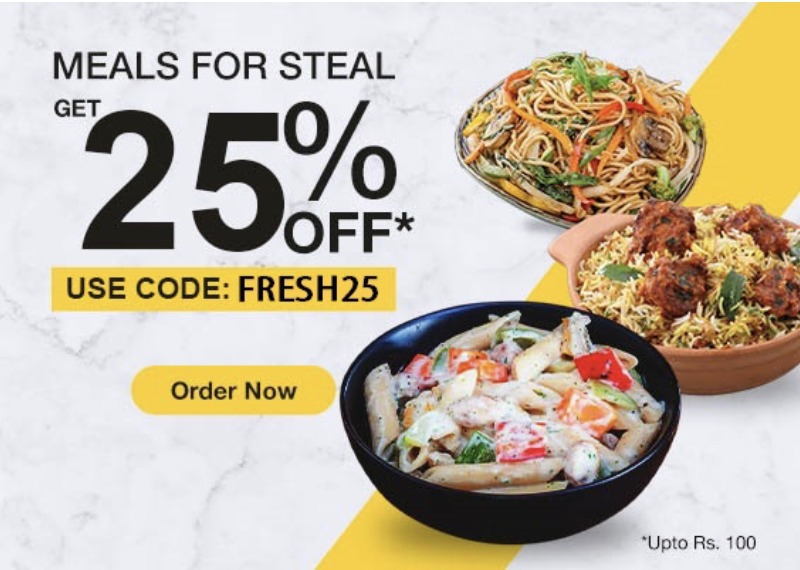 MEALS FOR STEAL
GET
25%
OFF*
USE CODE: FRESH25
Order Now
*Upto Rs. 100